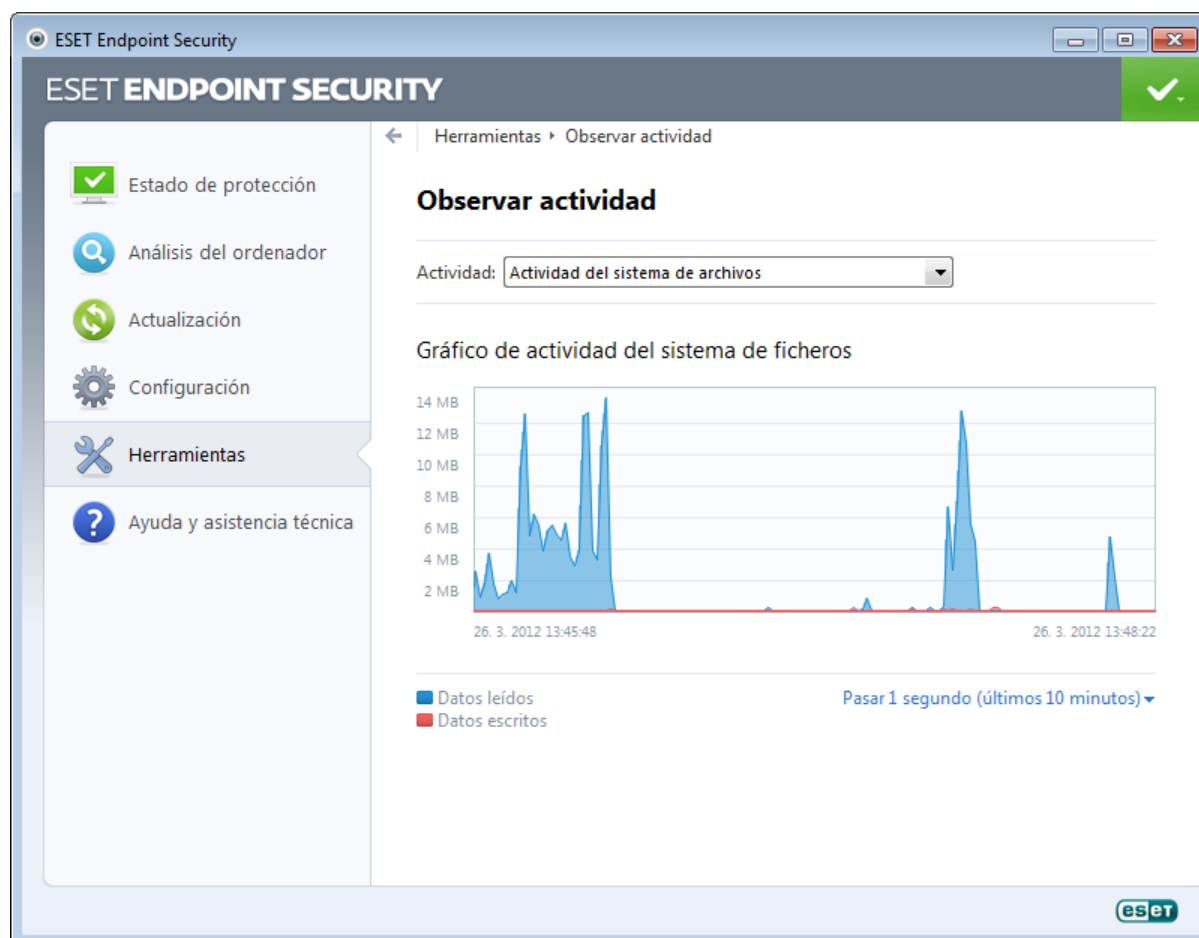 ESET Endpoint Security
ESET ENDPOINT SECURITY
Herramientas ‣ Observar actividad
Estado de protección
Análisis del ordenador
Actualización
Configuración
Herramientas
Ayuda y asistencia técnica
Observar actividad
Actividad: Actividad del sistema de archivos
Gráfico de actividad del sistema de ficheros
14 MB
12 MB
10 MB
8 MB
6 MB
4 MB
2 MB
26. 3. 2012 13:45:48
26. 3. 2012 13:48:22
Datos leídos
Datos escritos
Pasar 1 segundo (últimos 10 minutos)
eseT